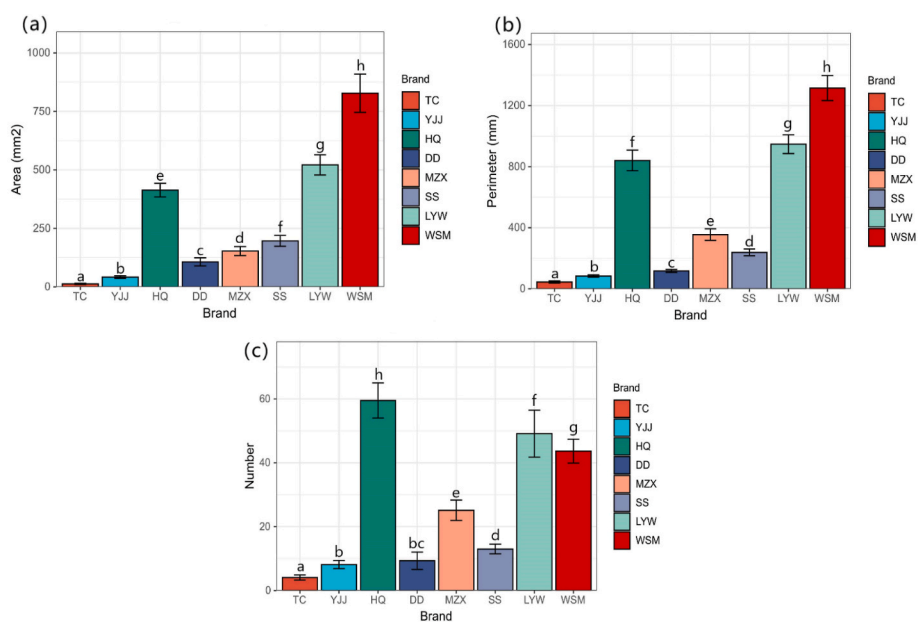 (a)
1000
750
500
250
0
Area (mm2)
a
b
e
c
d
f
g
h
TC YJJ HQ DD MZX SS LYW WSM
Brand
Brand
TC
YJJ
HQ
DD
MZX
SS
LYW
WSM
(b)
1600
1200
800
400
0
Perimeter (mm)
a
b
f
c
e
d
g
h
TC YJJ HQ DD MZX SS LYW WSM
Brand
Brand
TC
YJJ
HQ
DD
MZX
SS
LYW
WSM
(c)
60
40
20
0
Number
a
b
h
bc
e
d
f
g
TC YJJ HQ DD MZX SS LYW WSM
Brand
Brand
TC
YJJ
HQ
DD
MZX
SS
LYW
WSM